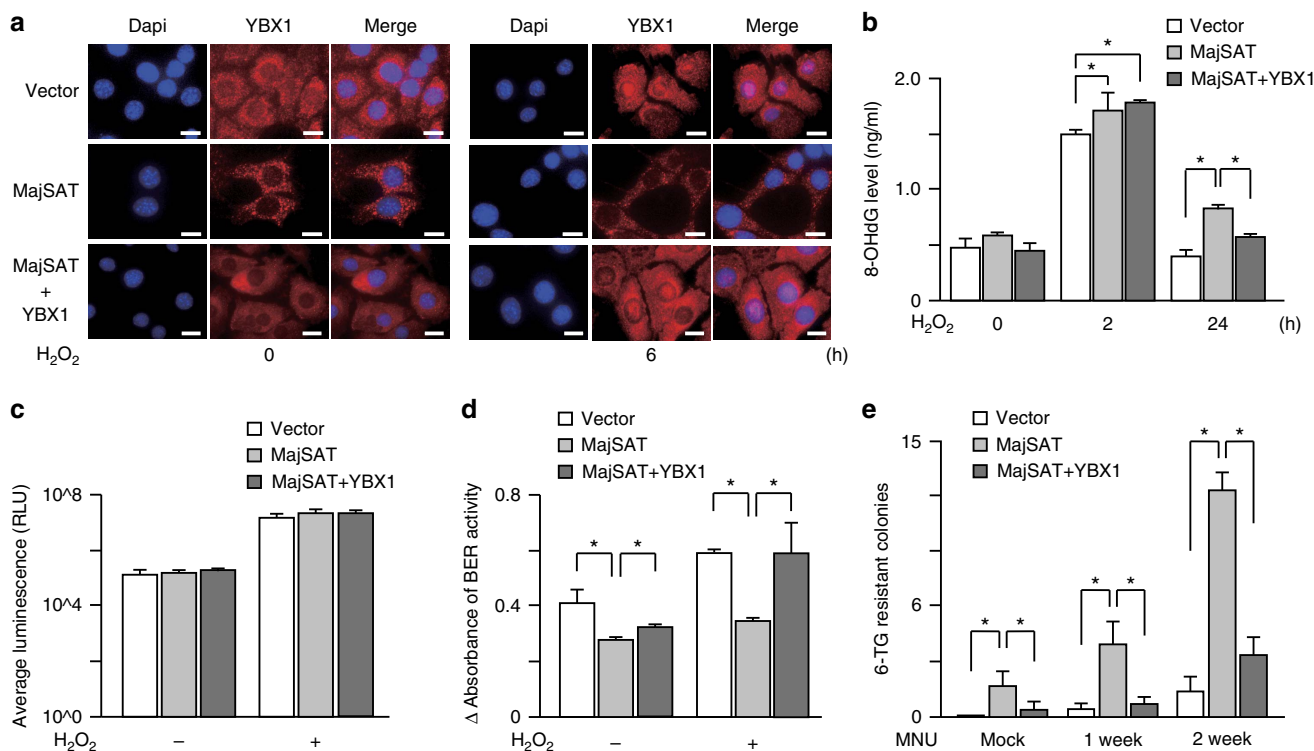 a
Dapi YBX1 Merge Dapi YBX1 Merge
Vector
MajSAT
MajSAT
+
YBX1
H₂O₂ 0 6 (h)
b
Vector
MajSAT
MajSAT+YBX1
8-OHdG level (ng/ml)
2.0
1.0
0
* *
* *
H₂O₂ 0 2 24 (h)
c
Vector
MajSAT
MajSAT+YBX1
Average luminescence (RLU)
10^8
10^4
10^0
H₂O₂ – +
d
Vector
MajSAT
MajSAT+YBX1
Δ Absorbance of BER activity
0.8
0.4
0
* *
* *
H₂O₂ – +
e
Vector
MajSAT
MajSAT+YBX1
6-TG resistant colonies
15
6
0
* *
* *
* *
MNU Mock 1 week 2 week